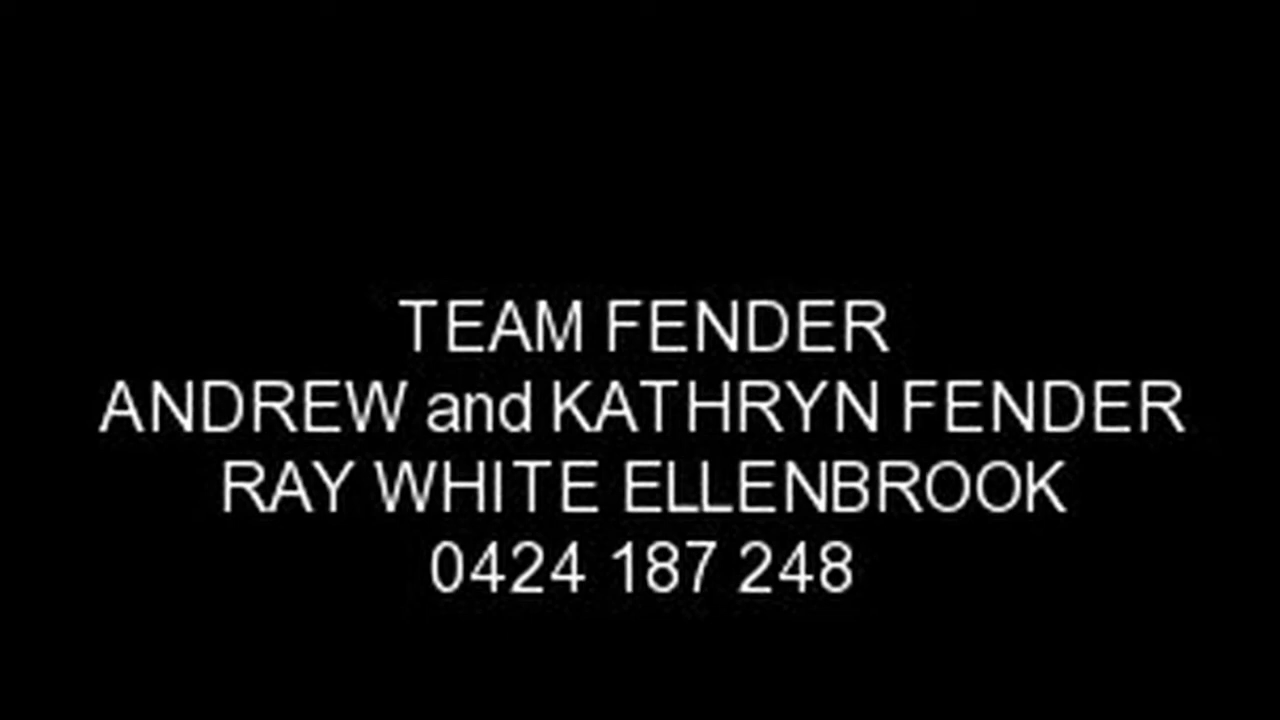 TEAM FENDER
ANDREW and KATHRYN FENDER
RAY WHITE ELLENBROOK
0424 187 248